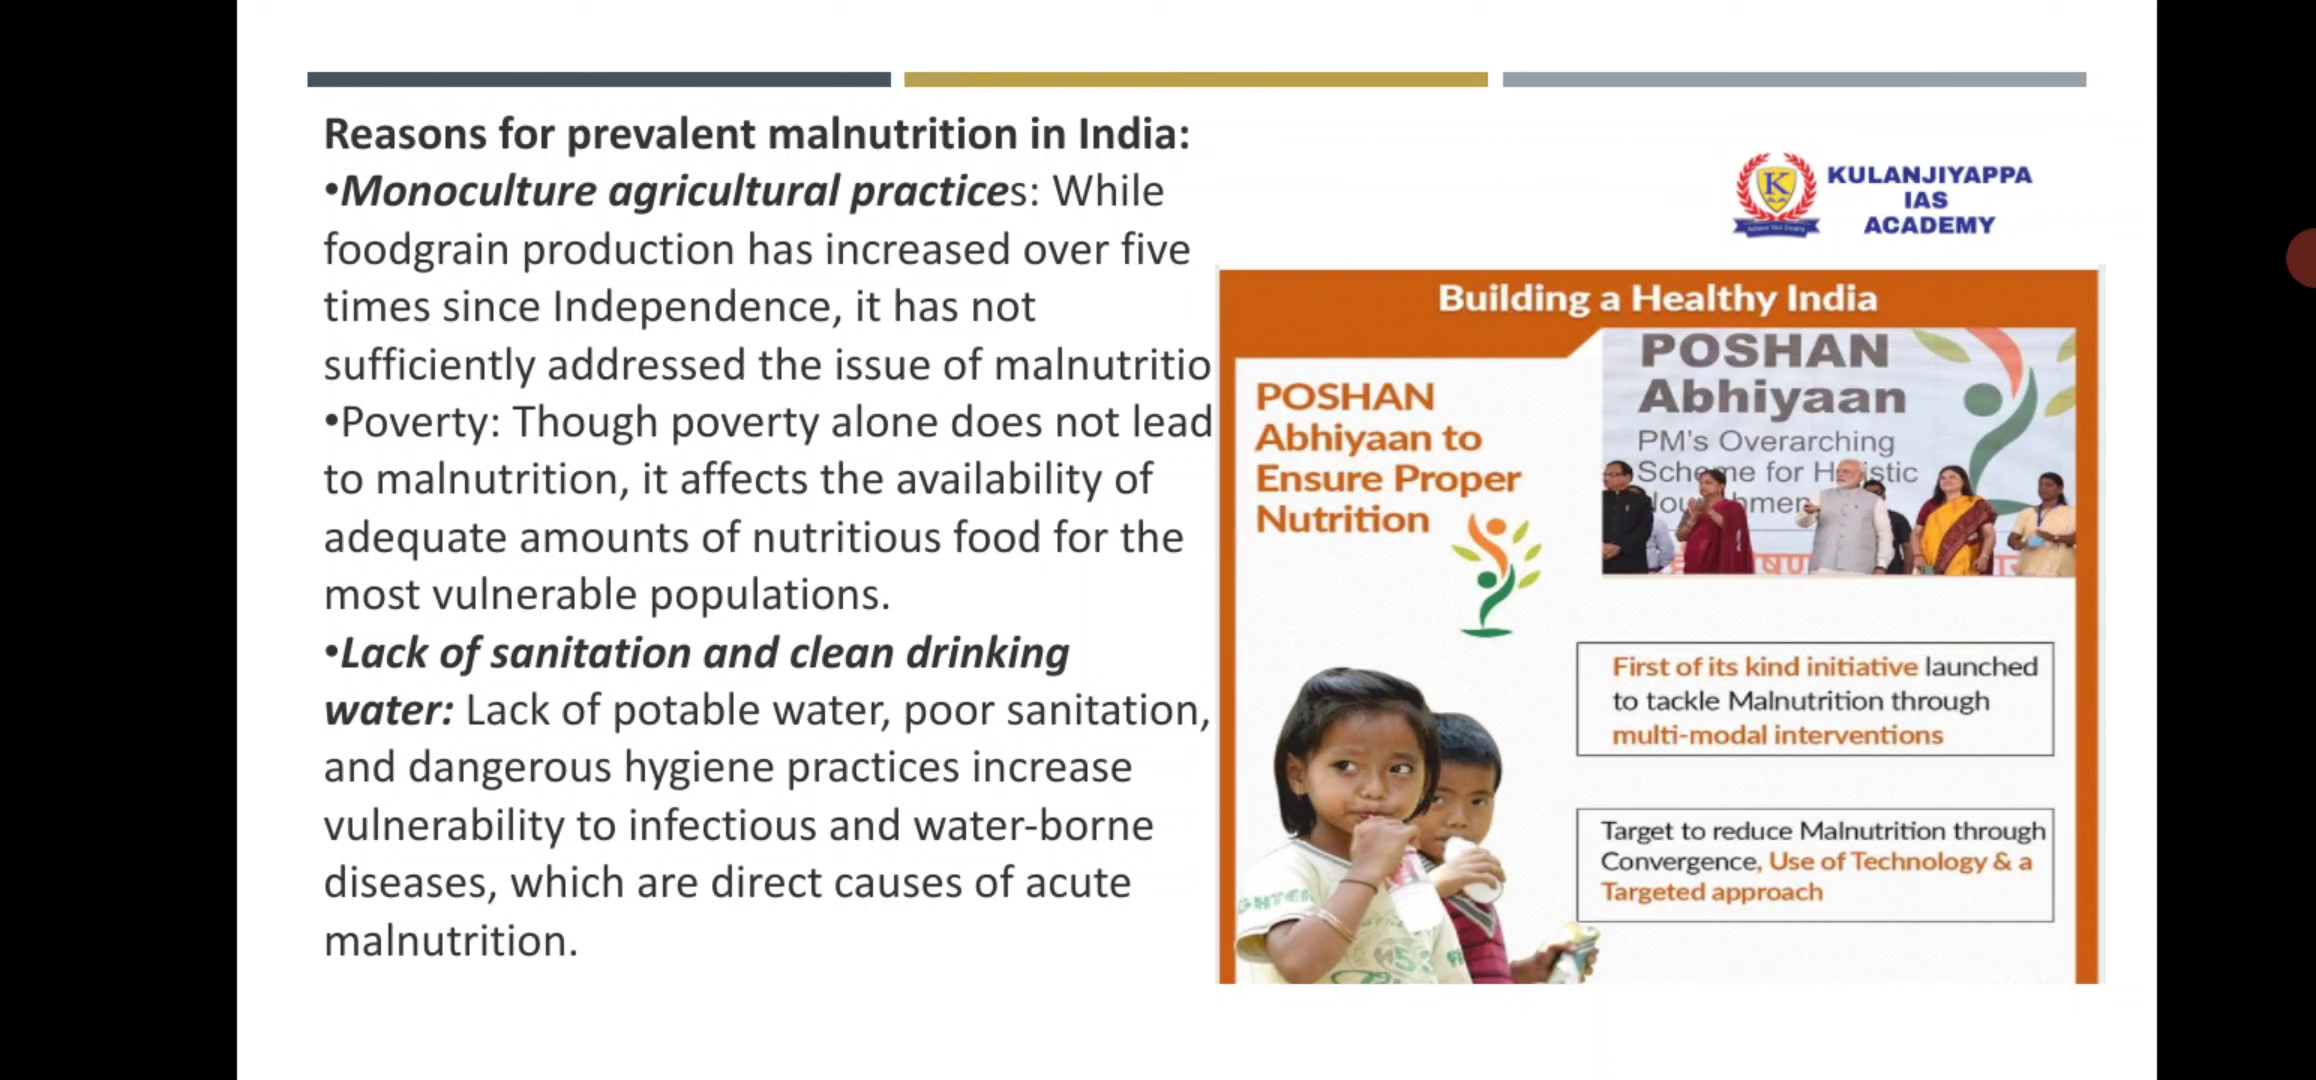 Reasons for prevalent malnutrition in India:
•Monoculture agricultural practices: While
foodgrain production has increased over five
times since Independence, it has not
sufficiently addressed the issue of malnutritio
•Poverty: Though poverty alone does not lead
to malnutrition, it affects the availability of
adequate amounts of nutritious food for the
most vulnerable populations.
•Lack of sanitation and clean drinking
water: Lack of potable water, poor sanitation,
and dangerous hygiene practices increase
vulnerability to infectious and water-borne
diseases, which are direct causes of acute
malnutrition.
KULANJIYAPPA
IAS
ACADEMY
K
Building a Healthy India
POSHAN
Abhiyaan to
Ensure Proper
Nutrition
POSHAN
Abhiyaan
PM's Overarching
for
First of its kind initiative launched
to tackle Malnutrition through
multi-modal interventions
Target to reduce Malnutrition through
Convergence, Use of Technology & a
Targeted approach